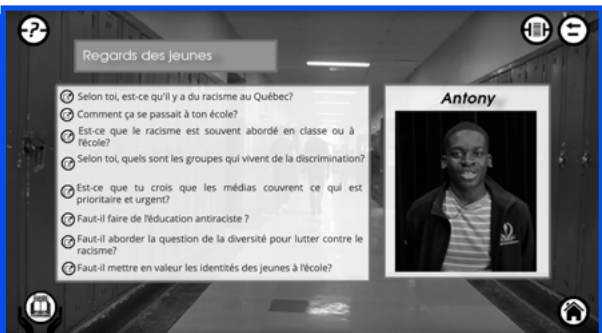 Regards des jeunes
Selon toi, est-ce qu'il y a du racisme au Québec?
Comment ça se passait à ton école?
Est-ce que le racisme est souvent abordé en classe ou à
l'école?
Selon toi, quels sont les groupes qui vivent de la discrimination?
Est-ce que tu crois que les médias couvrent ce qui est
prioritaire et urgent?
Faut-il faire de l'éducation antiraciste ?
Faut-il aborder la question de la diversité pour lutter contre le
racisme?
Faut-il mettre en valeur les identités des jeunes à l'école?
Antony